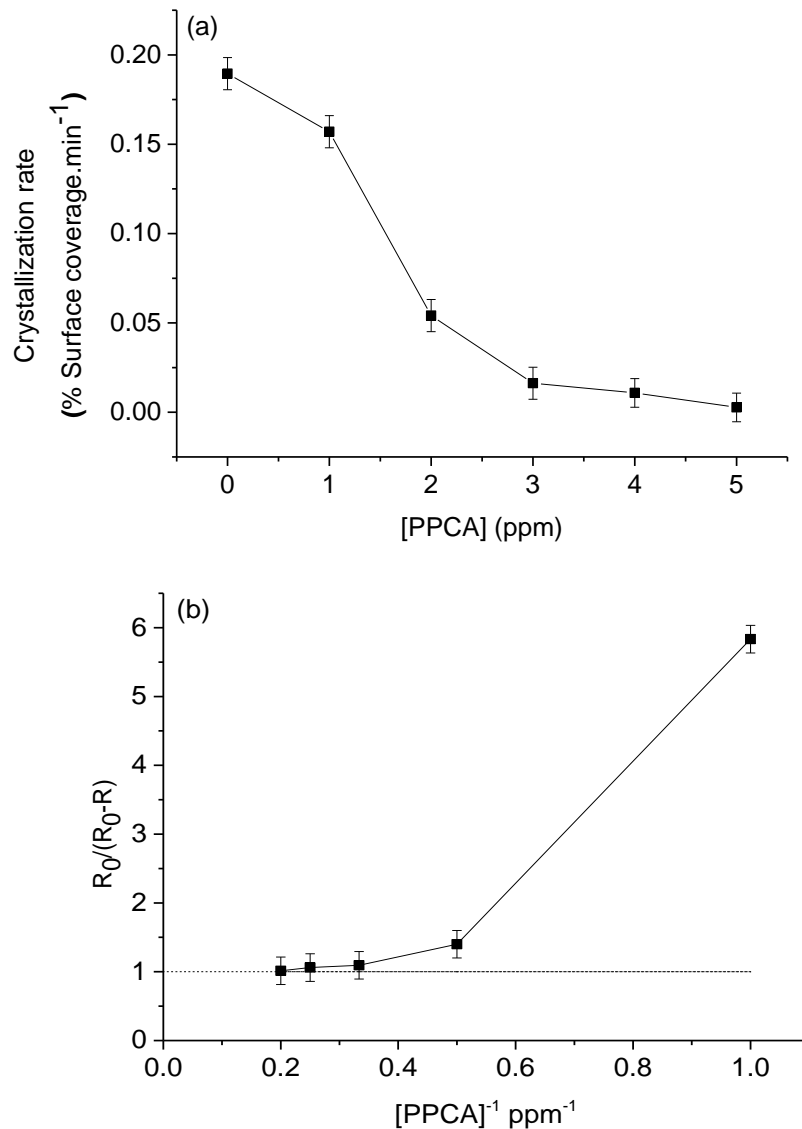 (a)
0.20
0.15
0.10
0.05
0.00
Crystallization rate
(% Surface coverage.min⁻¹)
0 1 2 3 4 5
[PPCA] (ppm)
(b)
6
5
4
3
2
1
0
R₀/(R₀-R)
0.0 0.2 0.4 0.6 0.8 1.0
[PPCA]⁻¹ ppm⁻¹